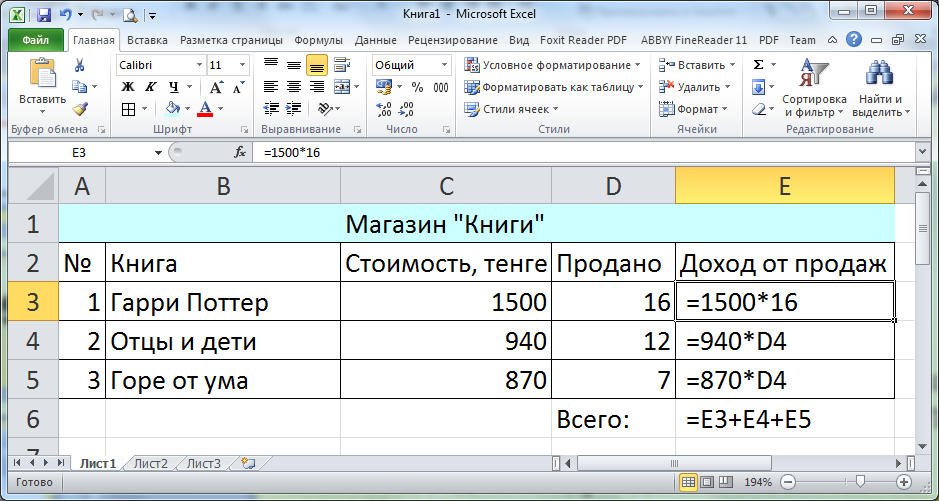 Книга1 - Microsoft Excel
Файл Главная Вставка Разметка страницы Формулы Данные Рецензирование Вид Foxit Reader PDF ABBYY FineReader 11 PDF Team
Calibri 11 Общий Условное форматирование Вставить Σ
Вставить Ж К Ч A A % 000 Форматировать как таблицу Удалить Сортировка и фильтр Найти и выделить
Стили ячеек Формат
Буфер обмена Шрифт Выравнивание Число Стили Ячейки Редактирование
E3 fx =1500*16
A B C D E
1 Магазин "Книги"
2 № Книга Стоимость, тенге Продано Доход от продаж
3 1 Гарри Поттер 1500 16 =1500*16
4 2 Отцы и дети 940 12 =940*D4
5 3 Горе от ума 870 7 =870*D4
6 Всего: =E3+E4+E5
Лист1 Лист2 Лист3
Готово 194%